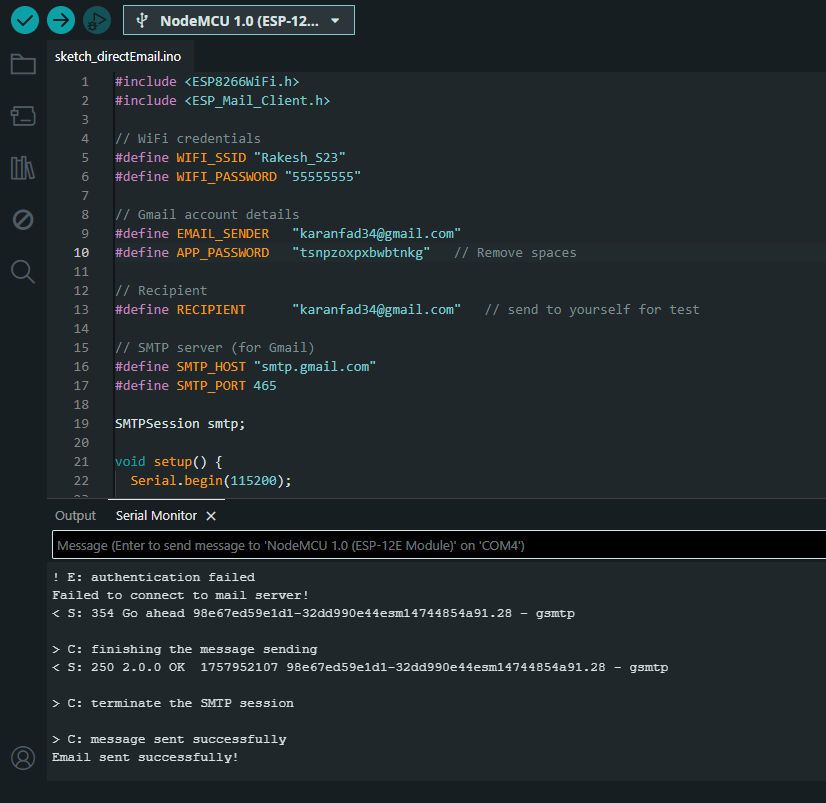 NodeMCU 1.0 (ESP-12...
sketch_directEmail.ino
1 #include <ESP8266WiFi.h>
2 #include <ESP_Mail_Client.h>
3
4 // WiFi credentials
5 #define WIFI_SSID "Rakesh_S23"
6 #define WIFI_PASSWORD "55555555"
7
8 // Gmail account details
9 #define EMAIL_SENDER "karanfad34@gmail.com"
10 #define APP_PASSWORD "tsnpzoxpxbwbtnkg" // Remove spaces
11
12 // Recipient
13 #define RECIPIENT "karanfad34@gmail.com" // send to yourself for test
14
15 // SMTP server (for Gmail)
16 #define SMTP_HOST "smtp.gmail.com"
17 #define SMTP_PORT 465
18
19 SMTPSession smtp;
20
21 void setup() {
22 Serial.begin(115200);
Output Serial Monitor
Message (Enter to send message to 'NodeMCU 1.0 (ESP-12E Module)' on 'COM4')
! E: authentication failed
Failed to connect to mail server!
< S: 354 Go ahead 98e67ed59e1d1-32dd990e44esm14744854a91.28 - gsmtp
> C: finishing the message sending
< S: 250 2.0.0 OK 1757952107 98e67ed59e1d1-32dd990e44esm14744854a91.28 - gsmtp
> C: terminate the SMTP session
> C: message sent successfully
Email sent successfully!